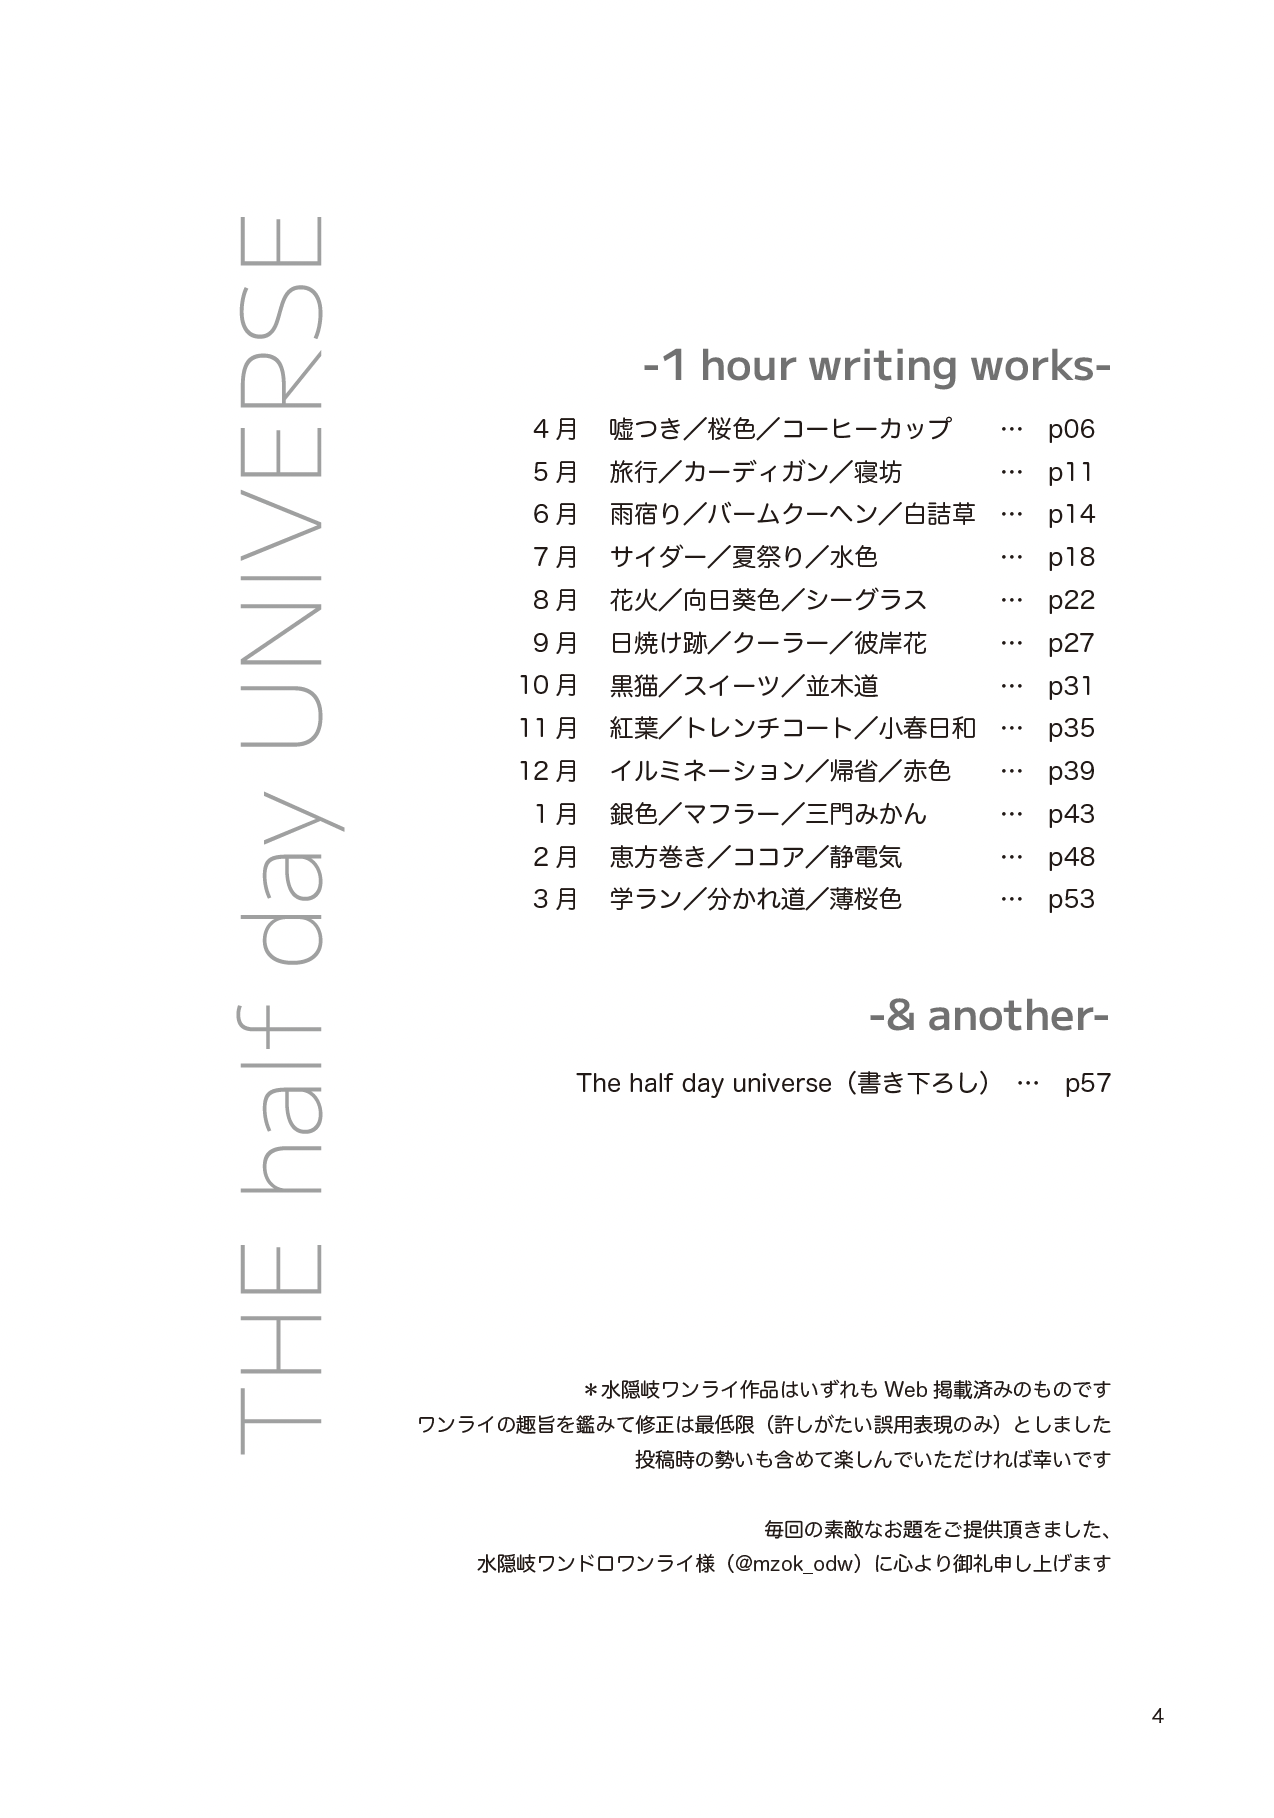 THE half day UNIVERSE
-1 hour writing works-
4月 嘘つき／桜色／コーヒーカップ … p06
5月 旅行／カーディガン／寝坊 … p11
6月 雨宿り／バームクーヘン／白詰草 … p14
7月 サイダー／夏祭り／水色 … p18
8月 花火／向日葵色／シーグラス … p22
9月 日焼け跡／クーラー／彼岸花 … p27
10月 黒猫／スイーツ／並木道 … p31
11月 紅葉／トレンチコート／小春日和 … p35
12月 イルミネーション／帰省／赤色 … p39
1月 銀色／マフラー／三門みかん … p43
2月 恵方巻き／ココア／静電気 … p48
3月 学ラン／分かれ道／薄桜色 … p53
-& another-
The half day universe（書き下ろし） … p57
＊水隠岐ワンライ作品はいずれも Web 掲載済みのものです
ワンライの趣旨を鑑みて修正は最低限（許しがたい誤用表現のみ）としました
投稿時の勢いも含めて楽しんでいただければ幸いです
毎回の素敵なお題をご提供頂きました、
水隠岐ワンドロワンライ様（@mzok_odw）に心より御礼申し上げます
4